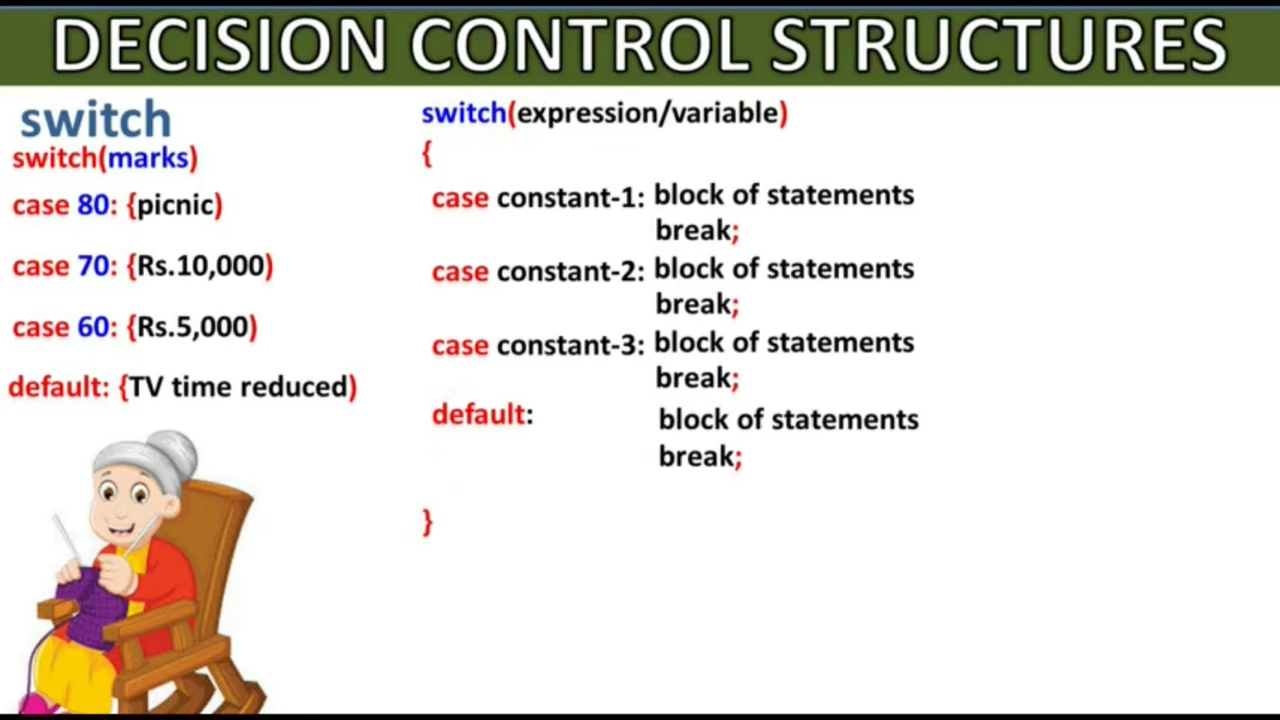 DECISION CONTROL STRUCTURES
switch
switch(marks)
case 80: {picnic)
case 70: {Rs.10,000)
case 60: {Rs.5,000)
default: {TV time reduced)
switch(expression/variable)
{
case constant-1: block of statements
break;
case constant-2: block of statements
break;
case constant-3: block of statements
break;
default: block of statements
break;
}